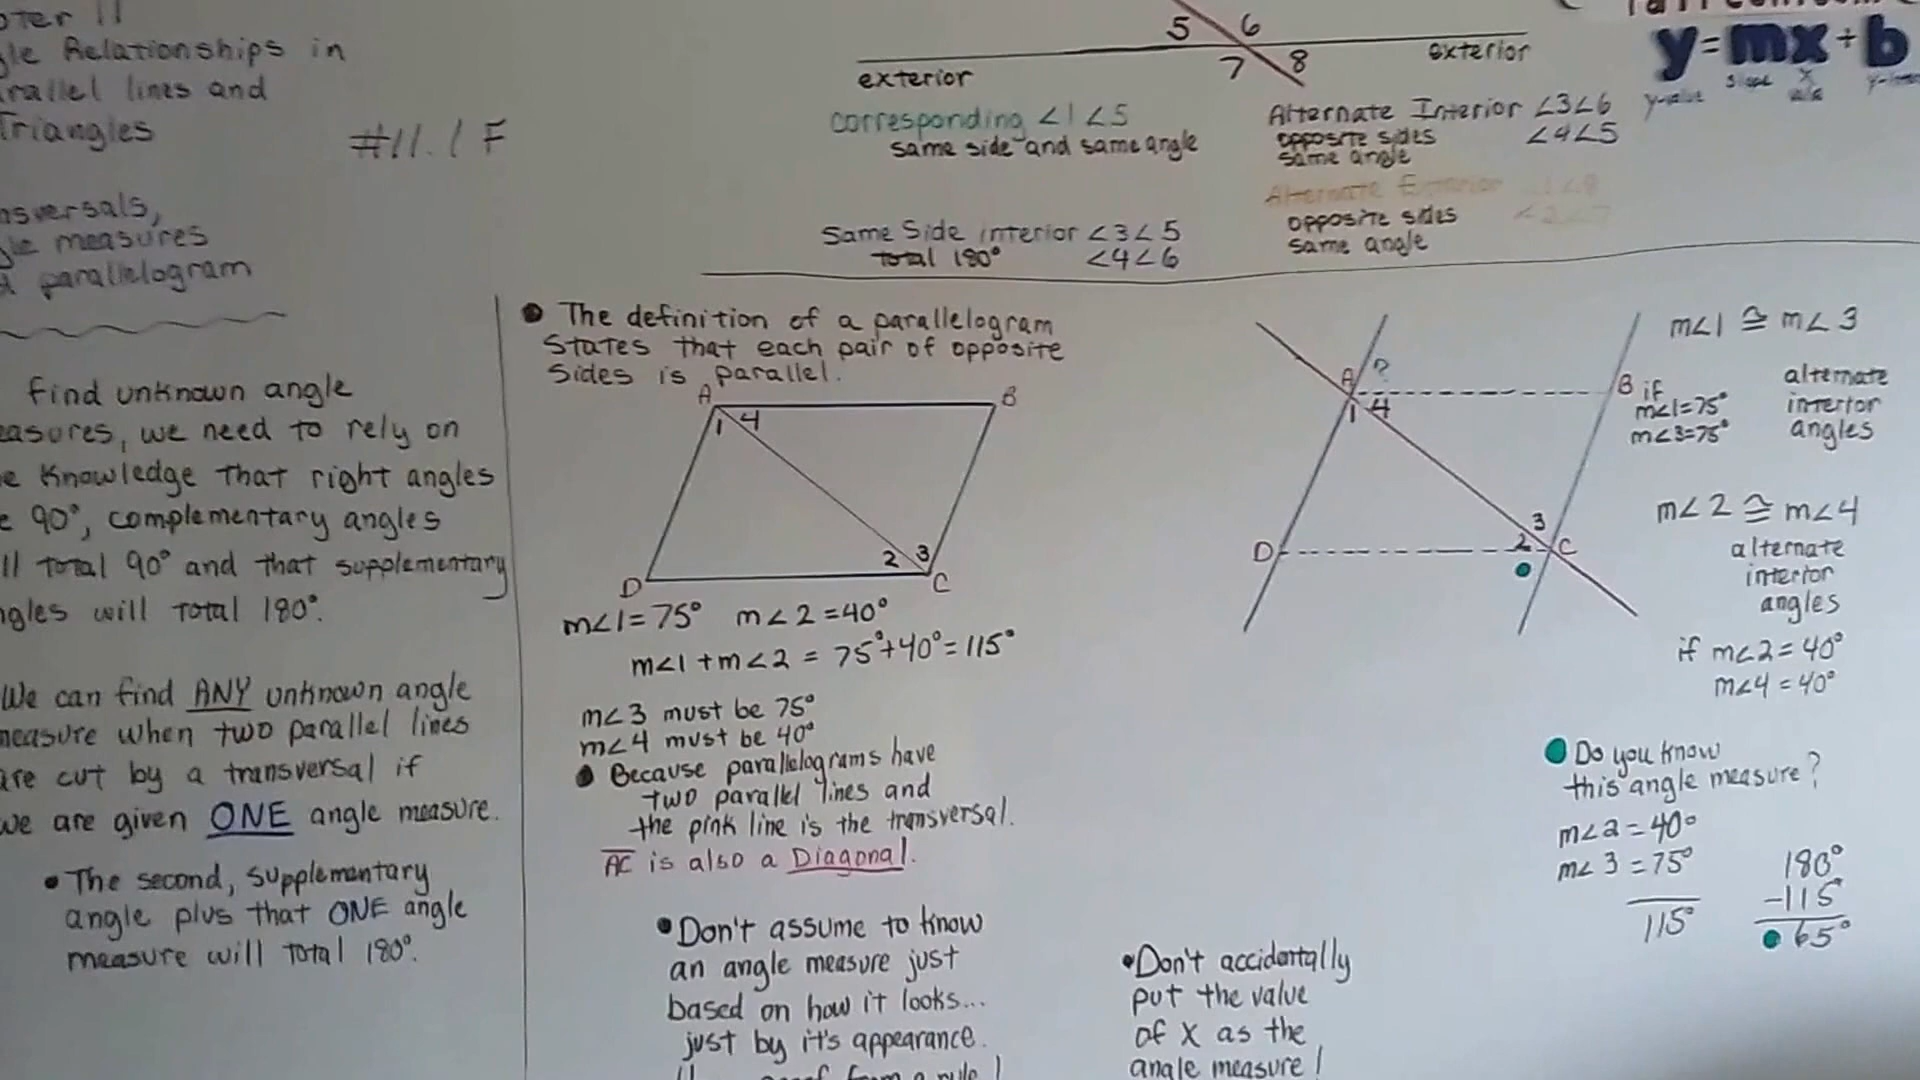 11
Relationships in
lines and
Triangles
#11.1 F
measures
parallelogram
find unknown angle
we need to rely on
knowledge that right angles
90°, complementary angles
total 90° and that supplementary
will total 180°.
We can find ANY unknown angle
measure when two parallel lines
are cut by a transversal if
we are given ONE angle measure.
• The second, supplementary
angle plus that ONE angle
measure will total 180°.
5 6
7 8
exterior exterior
corresponding ∠1∠5
same side and same angle
Same Side interior ∠3∠5
total 180° ∠4∠6
Alternate Interior ∠3∠6
opposite sides ∠4∠5
same angle
Alternate Exterior
opposite sides
same angle
y=mx+b
y-value slope x
• The definition of a parallelogram
States that each pair of opposite
sides is parallel.
A B
1 4
2 3
D C
m∠1=75° m∠2=40°
m∠1+m∠2 = 75°+40°=115°
m∠3 must be 75°
m∠4 must be 40°
• Because parallelograms have
two parallel lines and
the pink line is the transversal.
AC is also a Diagonal.
• Don't assume to know
an angle measure just
based on how it looks...
just by it's appearance.
from a rule!
A ? B
1 4
3
D 2 C
m∠1 ≅ m∠3
if
m∠1=75°
m∠3=75°
alternate
interior
angles
m∠2 ≅ m∠4
alternate
interior
angles
if m∠2=40°
m∠4=40°
Do you know
this angle measure?
m∠2=40°
m∠3=75°
115°
180°
-115
65°
• Don't accidentally
put the value
of X as the
angle measure!